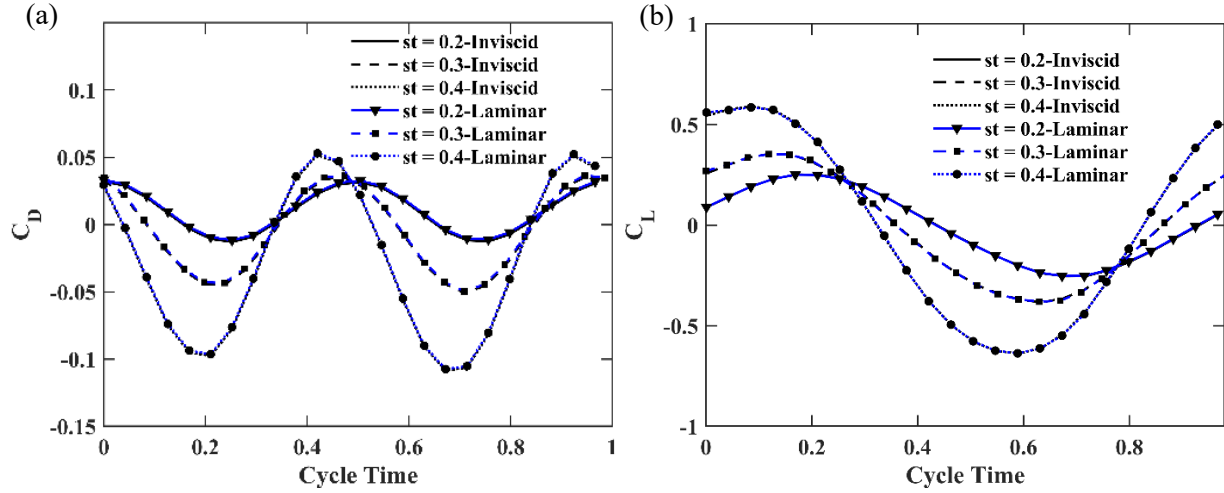 (a)
0.1
0.05
0
-0.05
-0.1
-0.15
C_D
st = 0.2-Inviscid
st = 0.3-Inviscid
st = 0.4-Inviscid
st = 0.2-Laminar
st = 0.3-Laminar
st = 0.4-Laminar
0 0.2 0.4 0.6 0.8 1
Cycle Time
(b)
1
0.5
0
-0.5
-1
C_L
st = 0.2-Inviscid
st = 0.3-Inviscid
st = 0.4-Inviscid
st = 0.2-Laminar
st = 0.3-Laminar
st = 0.4-Laminar
0 0.2 0.4 0.6 0.8
Cycle Time